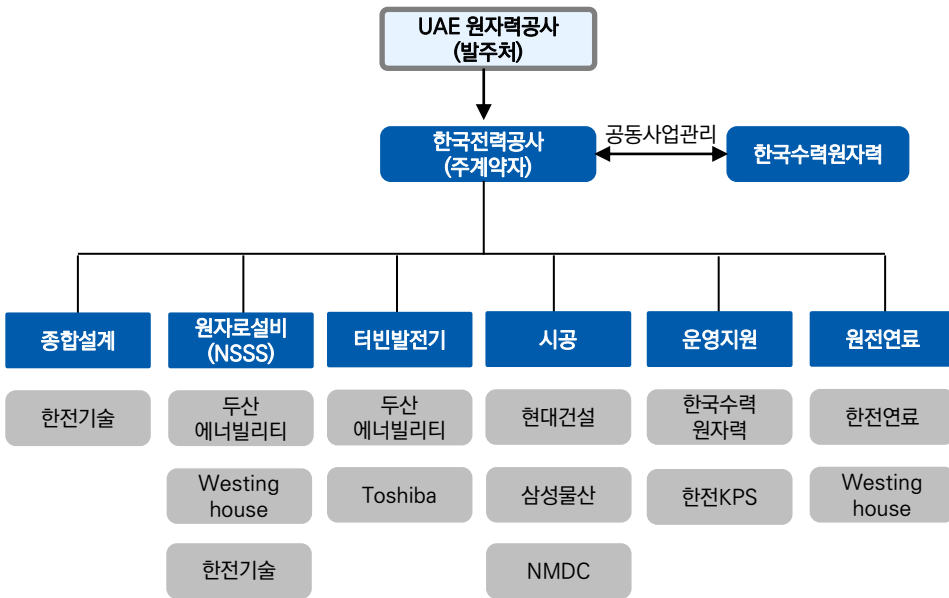 UAE 원자력공사
(발주처)
한국전력공사
(주계약자)
공동사업관리
한국수력원자력
종합설계
원자로설비
(NSSS)
터빈발전기
시공
운영지원
원전연료
한전기술
두산
에너빌리티
두산
에너빌리티
현대건설
한국수력
원자력
한전연료
Westing
house
Toshiba
삼성물산
한전KPS
Westing
house
한전기술
NMDC